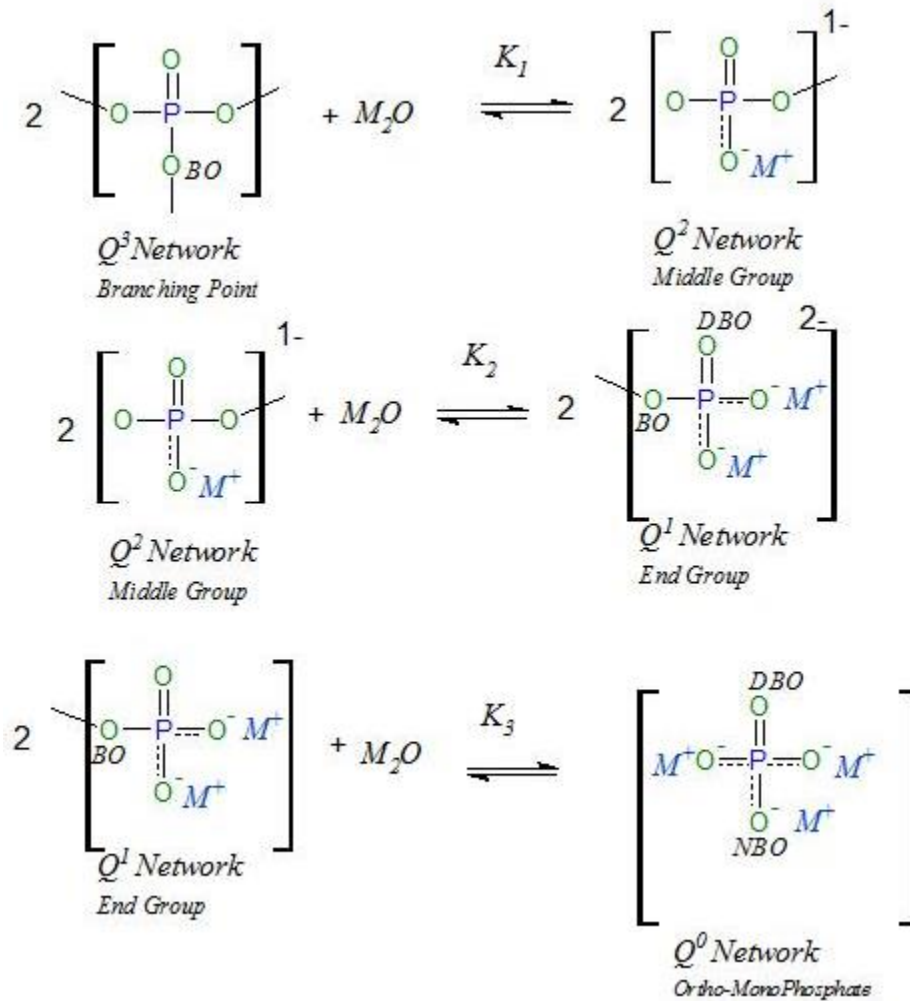 2 [ O – P – O O O BO ] + M₂O K₁ ⇌ 2 [ O O – P – O O⁻ M⁺ ] 1-
Q³ Network
Branching Point
Q² Network
Middle Group
2 [ O O – P – O O⁻ M⁺ ] 1- + M₂O K₂ ⇌ 2 [ DBO O O – P – O⁻ M⁺ BO O⁻ M⁺ ] 2-
Q² Network
Middle Group
Q¹ Network
End Group
2 [ O O – P – O⁻ M⁺ BO O⁻ M⁺ ] + M₂O K₃ ⇌ [ DBO O M⁺ O⁻ – P – O⁻ M⁺ O⁻ M⁺ NBO ]
Q¹ Network
End Group
Q⁰ Network
Ortho-MonoPhosphate